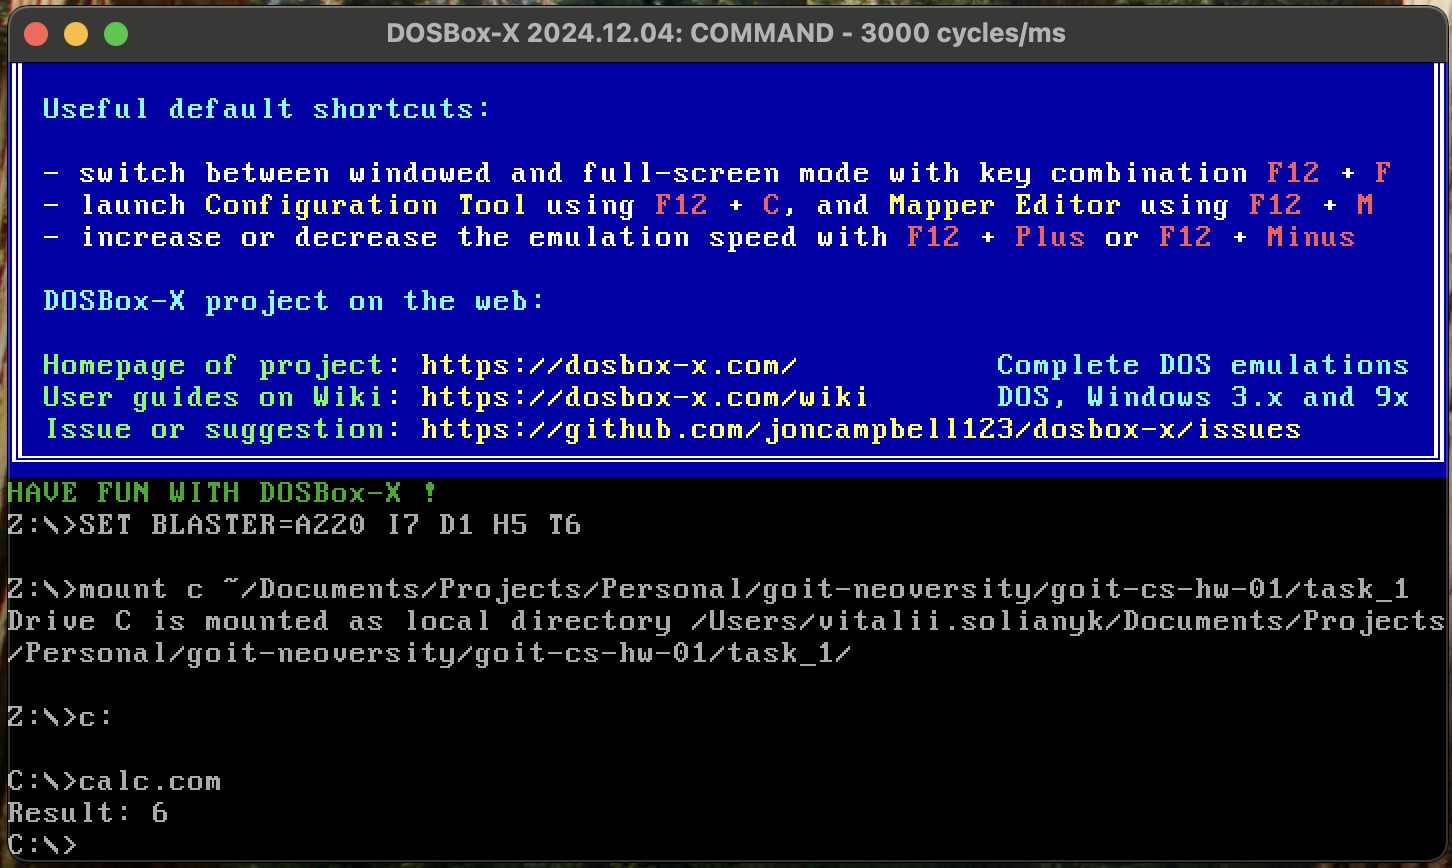 DOSBox-X 2024.12.04: COMMAND - 3000 cycles/ms
Useful default shortcuts:
- switch between windowed and full-screen mode with key combination F12 + F
- launch Configuration Tool using F12 + C, and Mapper Editor using F12 + M
- increase or decrease the emulation speed with F12 + Plus or F12 + Minus
DOSBox-X project on the web:
Homepage of project: https://dosbox-x.com/ Complete DOS emulations
User guides on Wiki: https://dosbox-x.com/wiki DOS, Windows 3.x and 9x
Issue or suggestion: https://github.com/joncampbell123/dosbox-x/issues
HAVE FUN WITH DOSBox-X !
Z:\>SET BLASTER=A220 I7 D1 H5 T6
Z:\>mount c ~/Documents/Projects/Personal/goit-neoversity/goit-cs-hw-01/task_1
Drive C is mounted as local directory /Users/vitalii.solianyk/Documents/Projects
/Personal/goit-neoversity/goit-cs-hw-01/task_1/
Z:\>c:
C:\>calc.com
Result: 6
C:\>